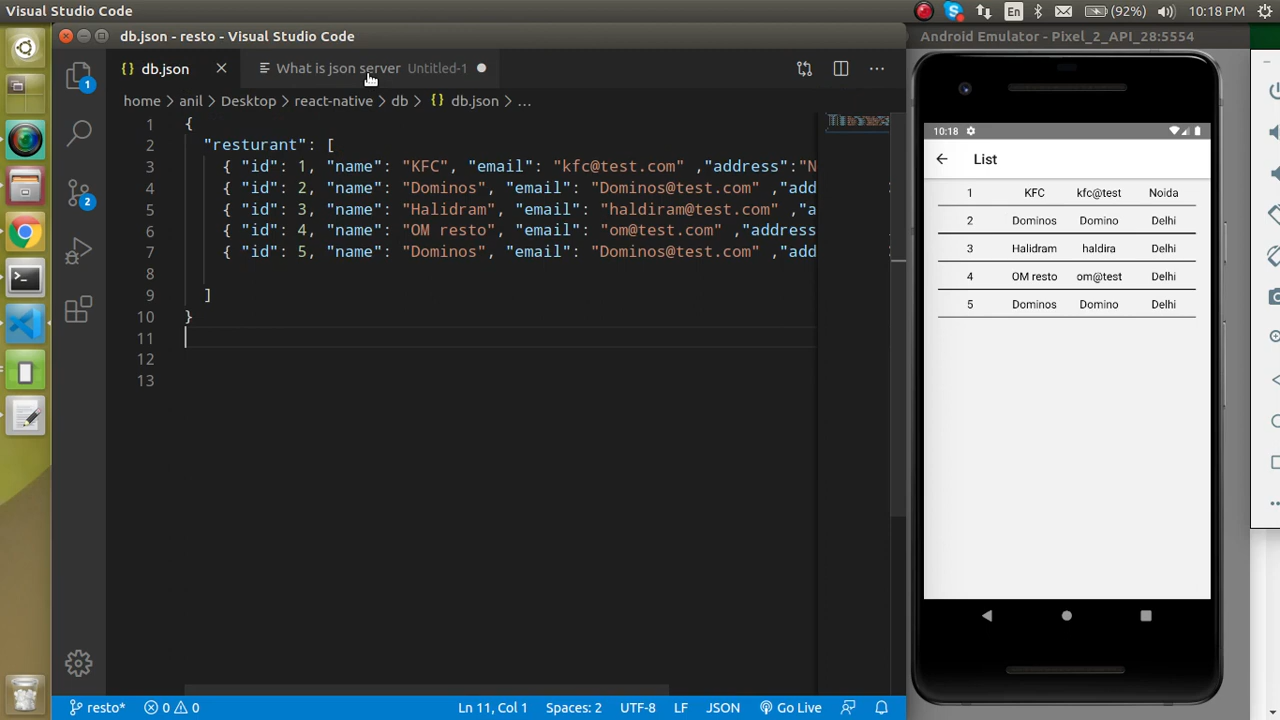 Visual Studio Code
En
(92%)
10:18 PM
db.json - resto - Visual Studio Code
Android Emulator - Pixel_2_API_28:5554
{} db.json
What is json server Untitled-1
home > anil > Desktop > react-native > db > {} db.json > ...
1 {
2 "resturant": [
3 { "id": 1, "name": "KFC", "email": "kfc@test.com" ,"address":"N
4 { "id": 2, "name": "Dominos", "email": "Dominos@test.com" ,"add
5 { "id": 3, "name": "Halidram", "email": "haldiram@test.com" ,"a
6 { "id": 4, "name": "OM resto", "email": "om@test.com" ,"addres
7 { "id": 5, "name": "Dominos", "email": "Dominos@test.com" ,"add
8
9 ]
10 }
11
12
13
1
2
resto*
0
0
Ln 11, Col 1
Spaces: 2
UTF-8
LF
JSON
Go Live
10:18
List
1 KFC kfc@test Noida
2 Dominos Domino Delhi
3 Halidram haldira Delhi
4 OM resto om@test Delhi
5 Dominos Domino Delhi